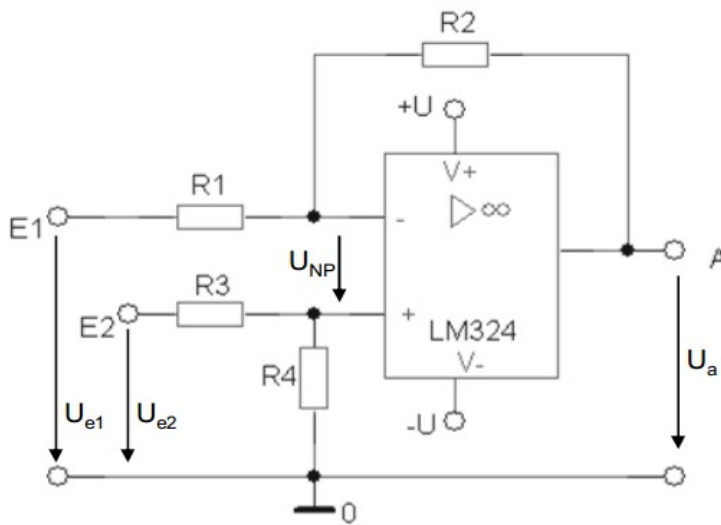 R2
+U
V+
R1
E1
-
▷ ∞
A
U_NP
R3
E2
+
LM324
R4
V-
U_e1
U_e2
U_a
-U
0